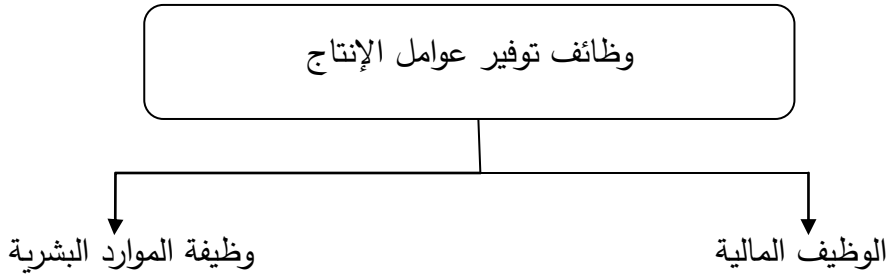 وظائف توفير عوامل الإنتاج
الوظيف المالية
وظيفة الموارد البشرية